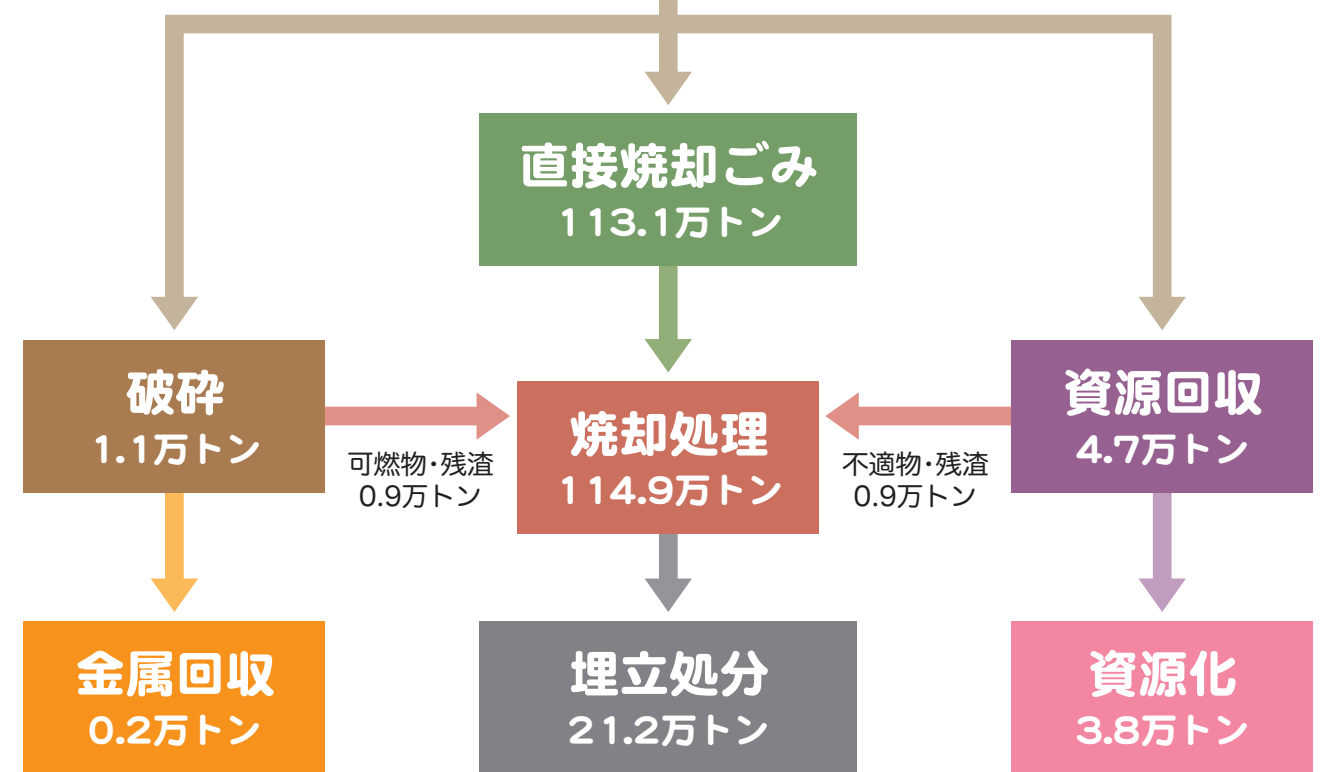 直接焼却ごみ
113.1万トン
破砕
1.1万トン
可燃物・残渣
0.9万トン
焼却処理
114.9万トン
不適物・残渣
0.9万トン
資源回収
4.7万トン
金属回収
0.2万トン
埋立処分
21.2万トン
資源化
3.8万トン